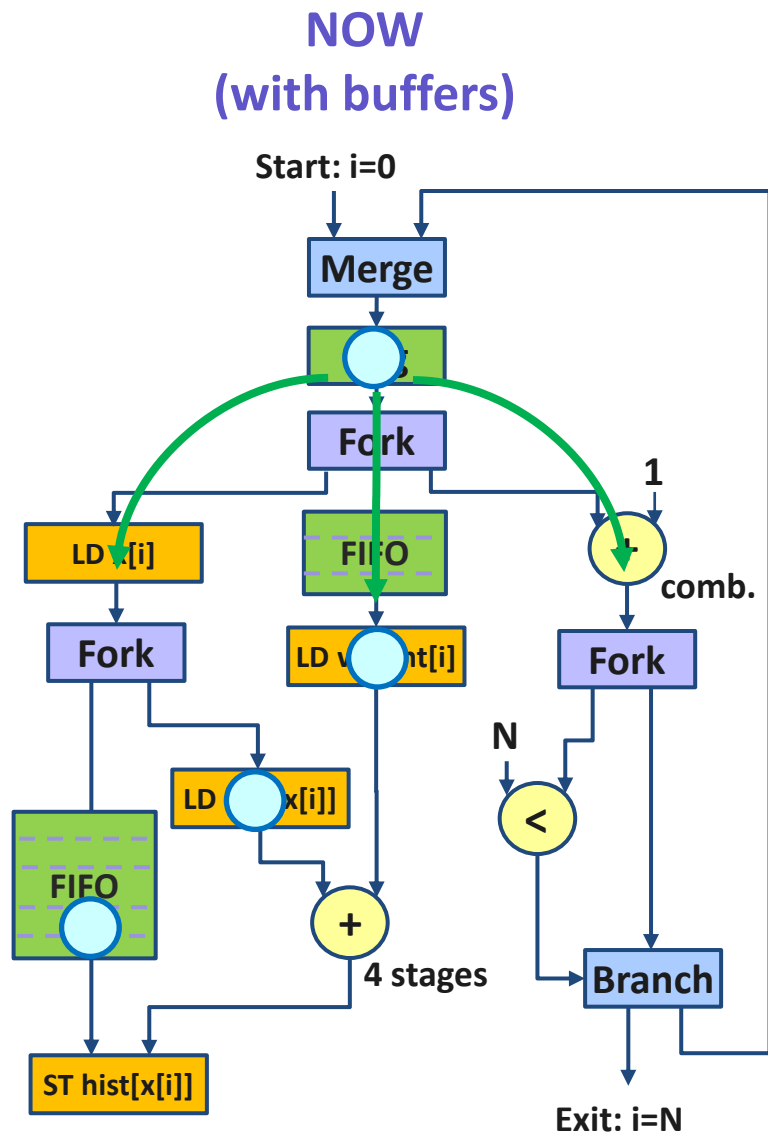 NOW
(with buffers)
Start: i=0
Merge
Fork
1
LD
[i]
FIFO
+
comb.
Fork
LD
nt[i]
Fork
N
LD
x[i]]
<
FIFO
+
4 stages
Branch
ST hist[x[i]]
Exit: i=N